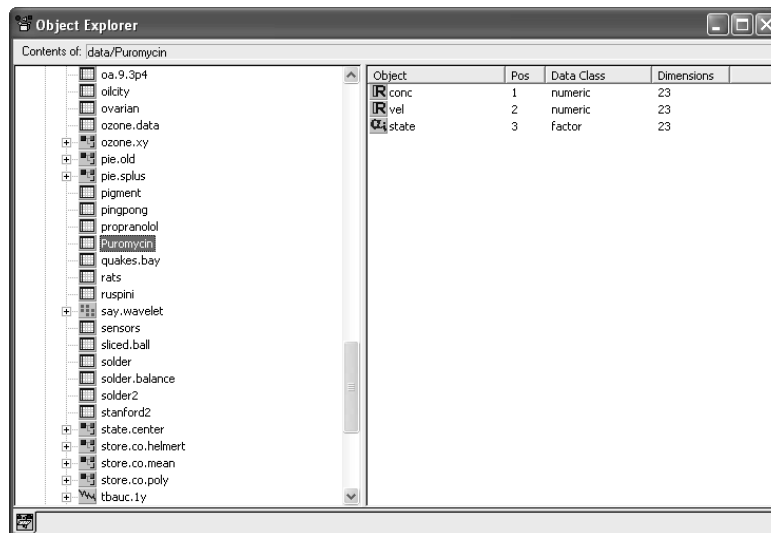 Object Explorer
Contents of: data/Puromycin
oa.9.3p4
oilcity
ovarian
ozone.data
ozone.xy
pie.old
pie.splus
pigment
pingpong
propranolol
Puromycin
quakes.bay
rats
ruspini
say.wavelet
sensors
sliced.ball
solder
solder.balance
solder2
stanford2
state.center
store.co.helmert
store.co.mean
store.co.poly
tbauc.1y
Object Pos Data Class Dimensions
conc 1 numeric 23
vel 2 numeric 23
state 3 factor 23